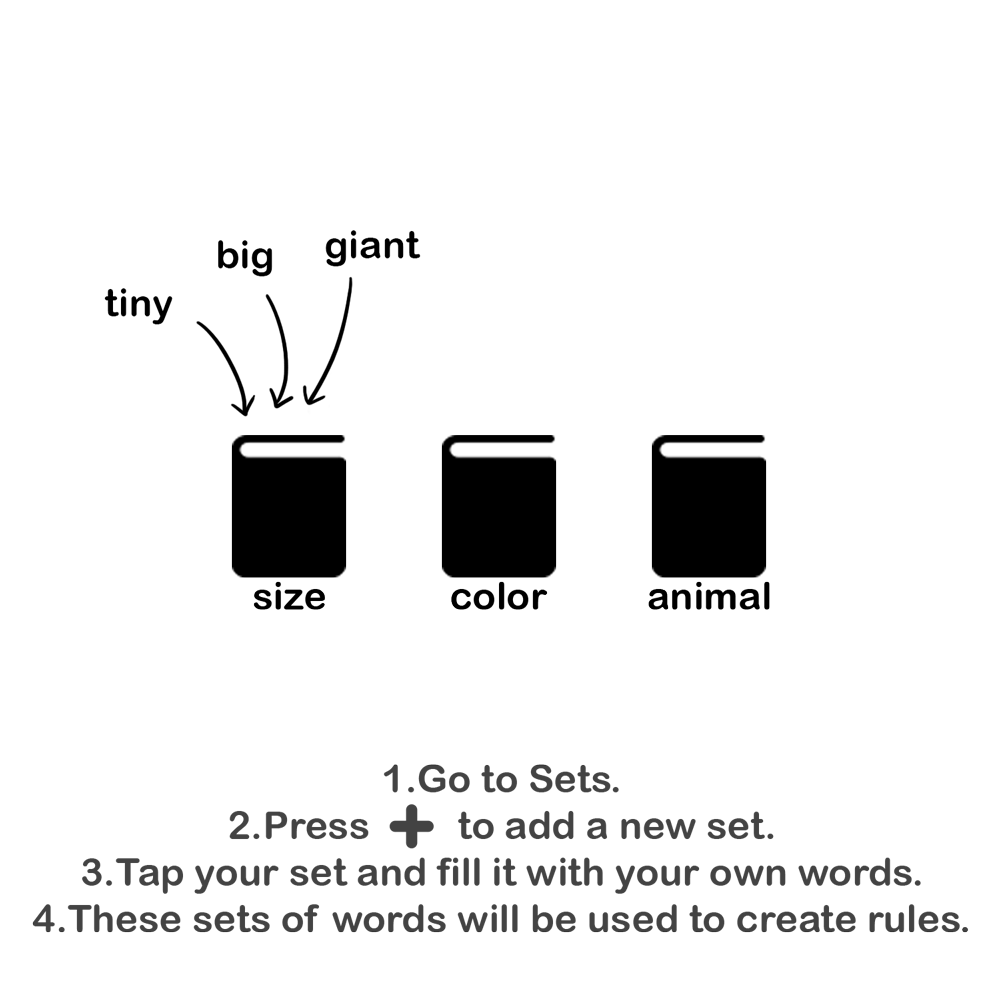 giant
big
tiny
size
color
animal
1.Go to Sets.
2.Press + to add a new set.
3.Tap your set and fill it with your own words.
4.These sets of words will be used to create rules.